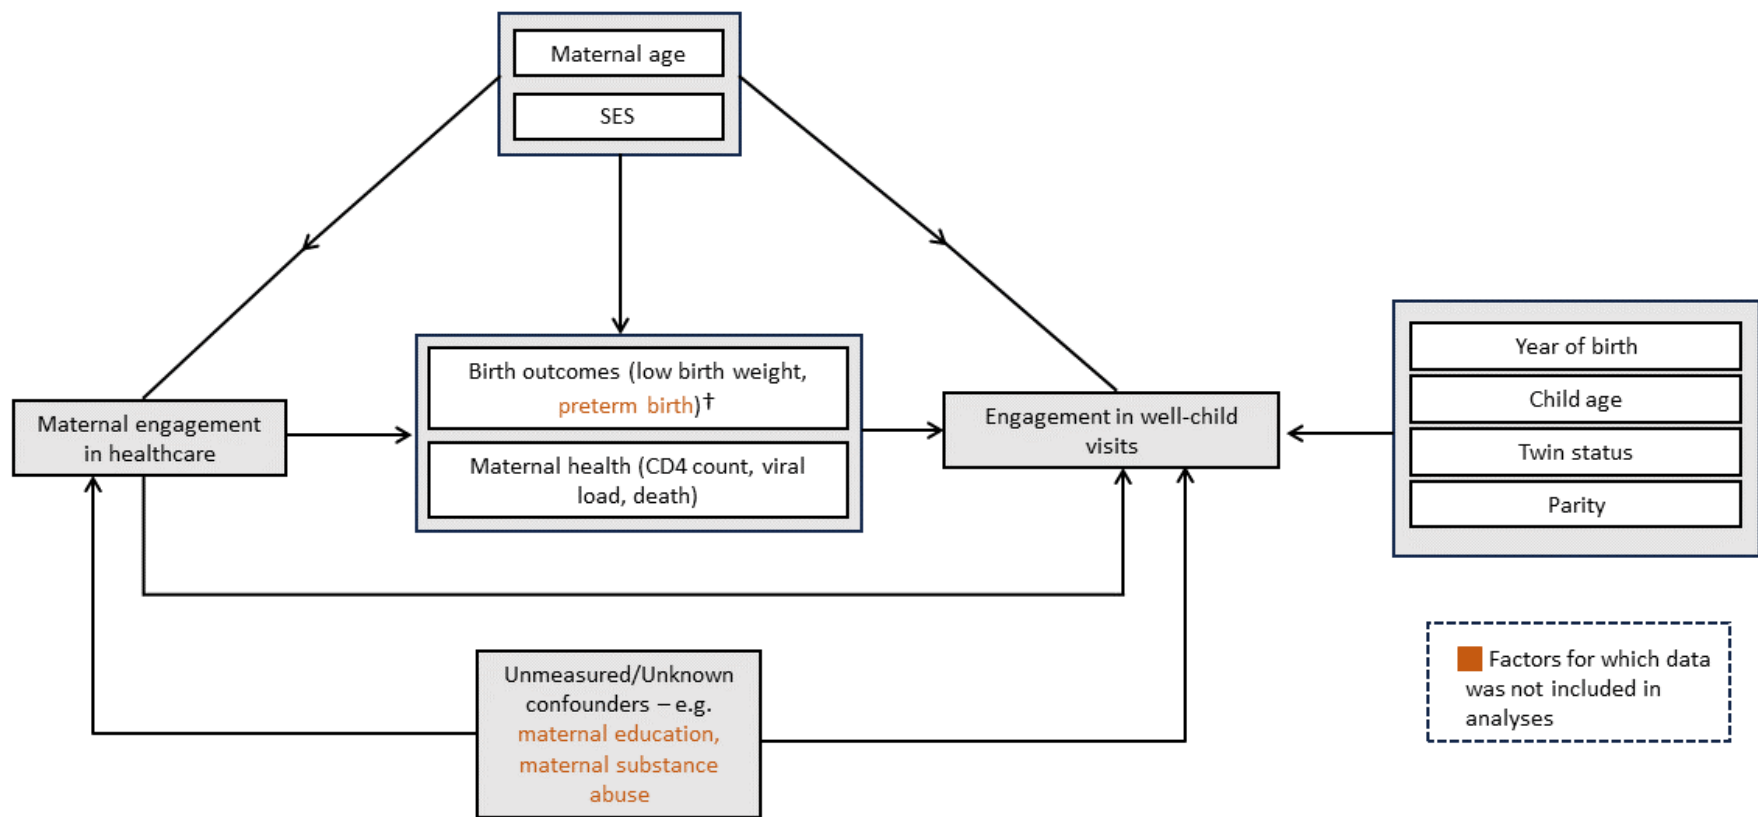 Maternal age
SES
Birth outcomes (low birth weight,
preterm birth)†
Maternal health (CD4 count, viral
load, death)
Maternal engagement
in healthcare
Engagement in well-child
visits
Year of birth
Child age
Twin status
Parity
Unmeasured/Unknown
confounders – e.g.
maternal education,
maternal substance
abuse
Factors for which data
was not included in
analyses